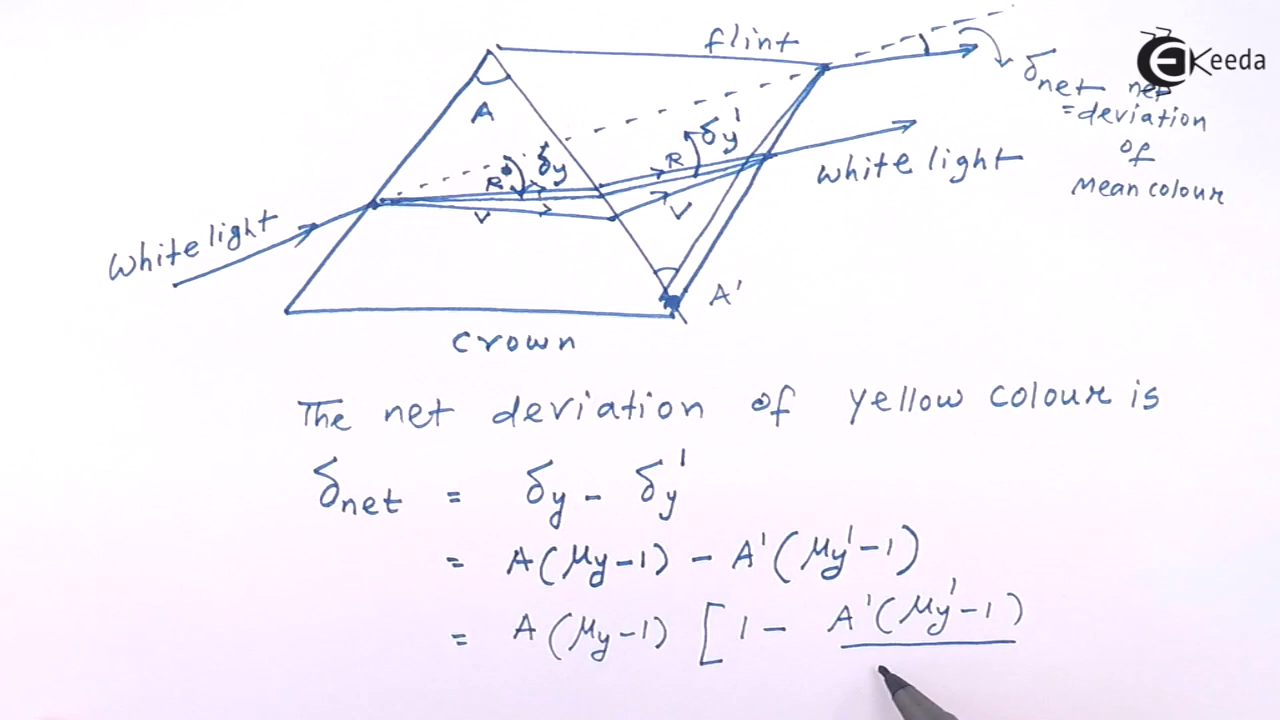 flint
EKeeda
A
δy
R
V
δy'
R
V
δnet
net
= deviation
of
Mean colour
White light
White light
A'
Crown
The net deviation of yellow colour is
δnet = δy - δy'
= A(μy-1) - A'(μy'-1)
= A(μy-1) [ 1 - A'(μy'-1)